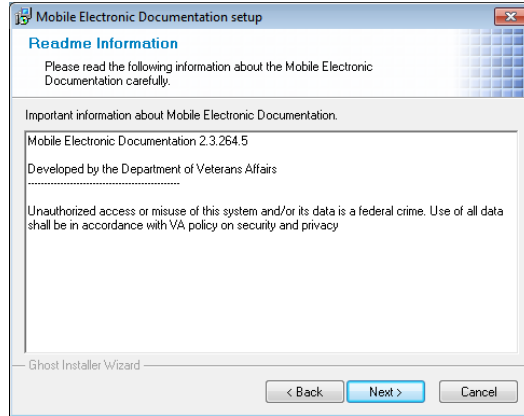 Mobile Electronic Documentation setup
Readme Information
Please read the following information about the Mobile Electronic
Documentation carefully.
Important information about Mobile Electronic Documentation.
Mobile Electronic Documentation 2.3.264.5
Developed by the Department of Veterans Affairs
-----------------------------------------------
Unauthorized access or misuse of this system and/or its data is a federal crime. Use of all data
shall be in accordance with VA policy on security and privacy
Ghost Installer Wizard
< Back
Next >
Cancel